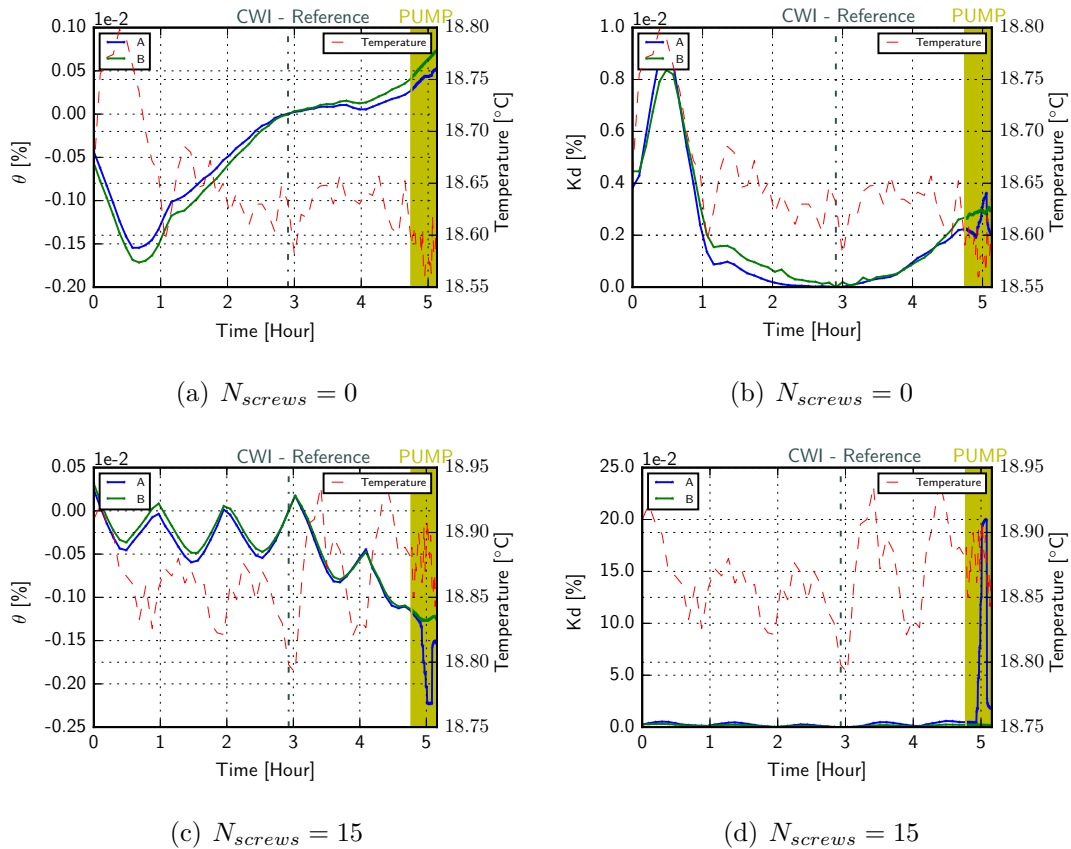 CWI - Reference PUMP
1e-2
A
B
Temperature
0.10
0.05
0.00
-0.05
-0.10
-0.15
-0.20
θ [%]
18.80
18.75
18.70
18.65
18.60
18.55
Temperature [°C]
0 1 2 3 4 5
Time [Hour]
(a) N_screws = 0
CWI - Reference PUMP
1e-2
A
B
Temperature
1.0
0.8
0.6
0.4
0.2
0.0
Kd [%]
18.80
18.75
18.70
18.65
18.60
18.55
Temperature [°C]
0 1 2 3 4 5
Time [Hour]
(b) N_screws = 0
CWI - Reference PUMP
1e-2
A
B
Temperature
0.05
0.00
-0.05
-0.10
-0.15
-0.20
-0.25
θ [%]
18.95
18.90
18.85
18.80
18.75
Temperature [°C]
0 1 2 3 4 5
Time [Hour]
(c) N_screws = 15
CWI - Reference PUMP
1e-2
A
B
Temperature
25.0
20.0
15.0
10.0
5.0
0.0
Kd [%]
18.95
18.90
18.85
18.80
18.75
Temperature [°C]
0 1 2 3 4 5
Time [Hour]
(d) N_screws = 15